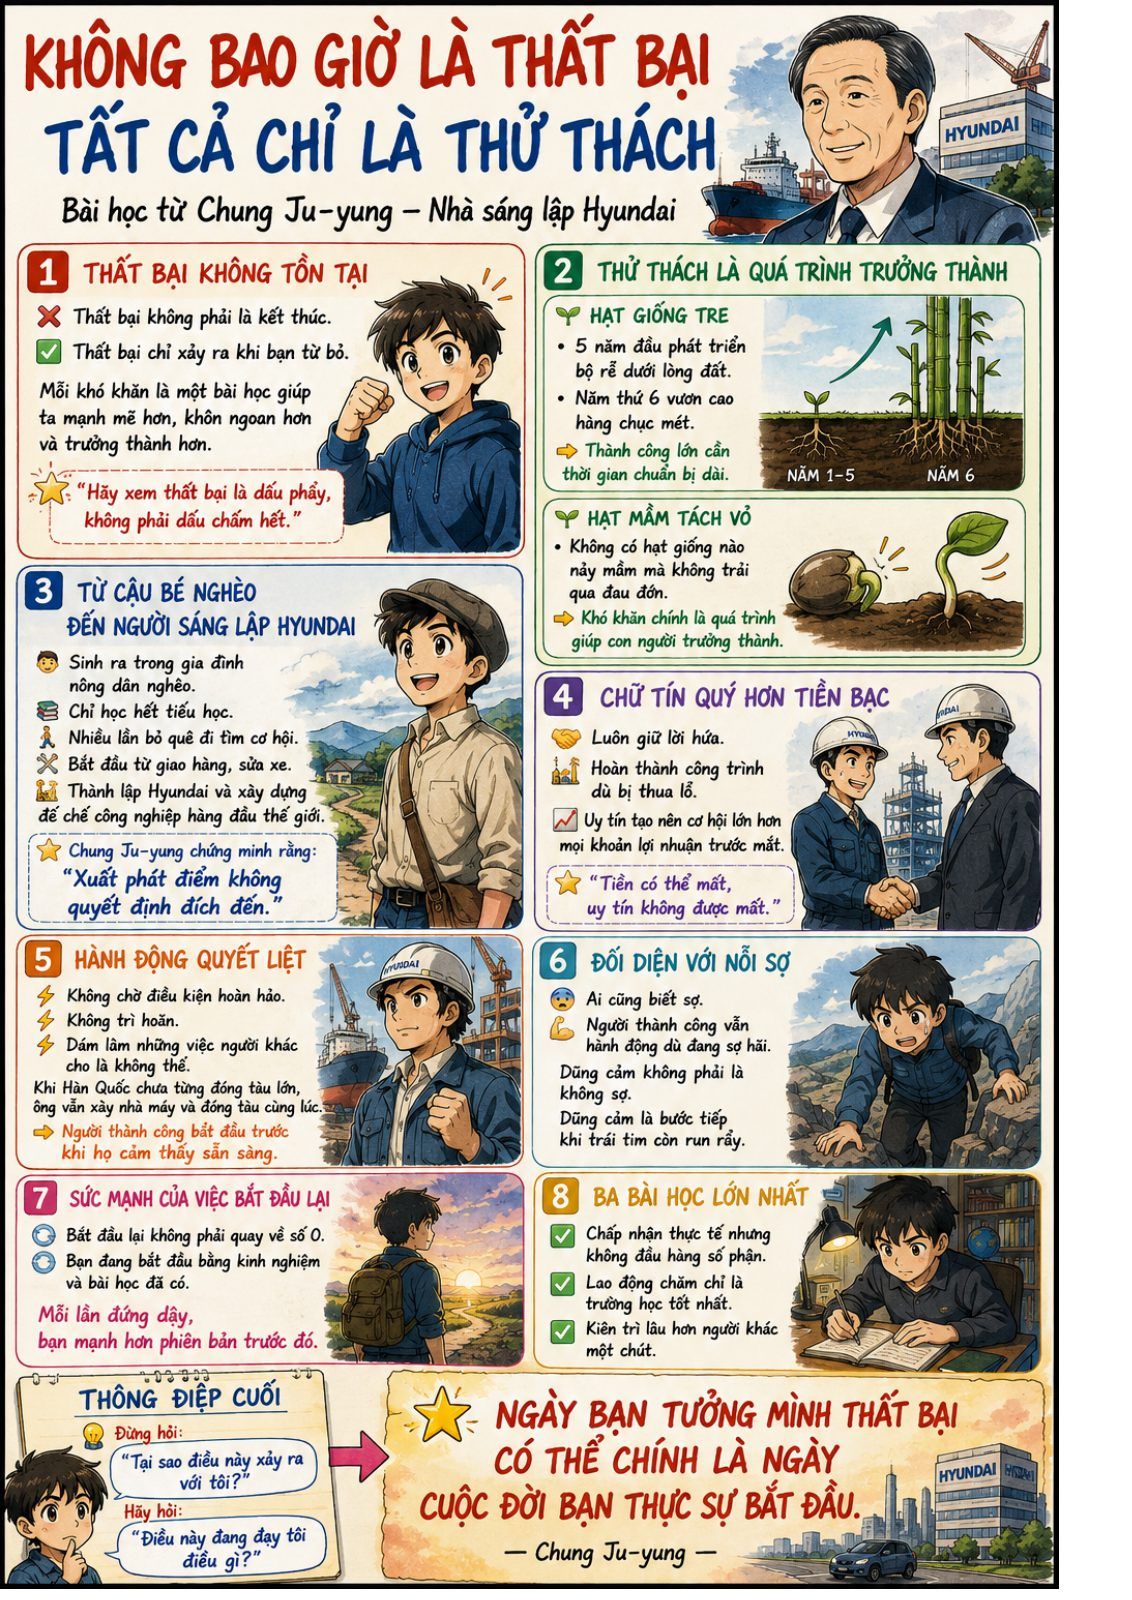 KHÔNG BAO GIỜ LÀ THẤT BẠI
TẤT CẢ CHỈ LÀ THỬ THÁCH
Bài học từ Chung Ju-yung – Nhà sáng lập Hyundai
HYUNDAI
1 THẤT BẠI KHÔNG TỒN TẠI
Thất bại không phải là kết thúc.
Thất bại chỉ xảy ra khi bạn từ bỏ.
Mỗi khó khăn là một bài học giúp
ta mạnh mẽ hơn, khôn ngoan hơn
và trưởng thành hơn.
"Hãy xem thất bại là dấu phẩy,
không phải dấu chấm hết."
2 THỬ THÁCH LÀ QUÁ TRÌNH TRƯỞNG THÀNH
HẠT GIỐNG TRE
• 5 năm đầu phát triển
bộ rễ dưới lòng đất.
• Năm thứ 6 vươn cao
hàng chục mét.
Thành công lớn cần
thời gian chuẩn bị dài.
NĂM 1-5
NĂM 6
HẠT MẦM TÁCH VỎ
• Không có hạt giống nào
nảy mầm mà không trải
qua đau đớn.
Khó khăn chính là quá trình
giúp con người trưởng thành.
3 TỪ CẬU BÉ NGHÈO
ĐẾN NGƯỜI SÁNG LẬP HYUNDAI
Sinh ra trong gia đình
nông dân nghèo.
Chỉ học hết tiểu học.
Nhiều lần bỏ quê đi tìm cơ hội.
Bắt đầu từ giao hàng, sửa xe.
Thành lập Hyundai và xây dựng
đế chế công nghiệp hàng đầu thế giới.
Chung Ju-yung chứng minh rằng:
"Xuất phát điểm không
quyết định đích đến."
4 CHỮ TÍN QUÝ HƠN TIỀN BẠC
Luôn giữ lời hứa.
Hoàn thành công trình
dù bị thua lỗ.
Uy tín tạo nên cơ hội lớn hơn
mọi khoản lợi nhuận trước mắt.
"Tiền có thể mất,
uy tín không được mất."
5 HÀNH ĐỘNG QUYẾT LIỆT
Không chờ điều kiện hoàn hảo.
Không trì hoãn.
Dám làm những việc người khác
cho là không thể.
Khi Hàn Quốc chưa từng đóng tàu lớn,
ông vẫn xây nhà máy và đóng tàu cùng lúc.
Người thành công bắt đầu trước
khi họ cảm thấy sẵn sàng.
HYUNDAI
6 ĐỐI DIỆN VỚI NỖI SỢ
Ai cũng biết sợ.
Người thành công vẫn
hành động dù đang sợ hãi.
Dũng cảm không phải là
không sợ.
Dũng cảm là bước tiếp
khi trái tim còn run rẩy.
7 SỨC MẠNH CỦA VIỆC BẮT ĐẦU LẠI
Bắt đầu lại không phải quay về số 0.
Bạn đang bắt đầu bằng kinh nghiệm
và bài học đã có.
Mỗi lần đứng dậy,
bạn mạnh hơn phiên bản trước đó.
8 BA BÀI HỌC LỚN NHẤT
Chấp nhận thực tế nhưng
không đầu hàng số phận.
Lao động chăm chỉ là
trường học tốt nhất.
Kiên trì lâu hơn người khác
một chút.
THÔNG ĐIỆP CUỐI
Đừng hỏi:
"Tại sao điều này xảy ra
với tôi?"
Hãy hỏi:
"Điều này đang dạy tôi
điều gì?"
NGÀY BẠN TƯỞNG MÌNH THẤT BẠI
CÓ THỂ CHÍNH LÀ NGÀY
CUỘC ĐỜI BẠN THỰC SỰ BẮT ĐẦU.
— Chung Ju-yung —
HYUNDAI